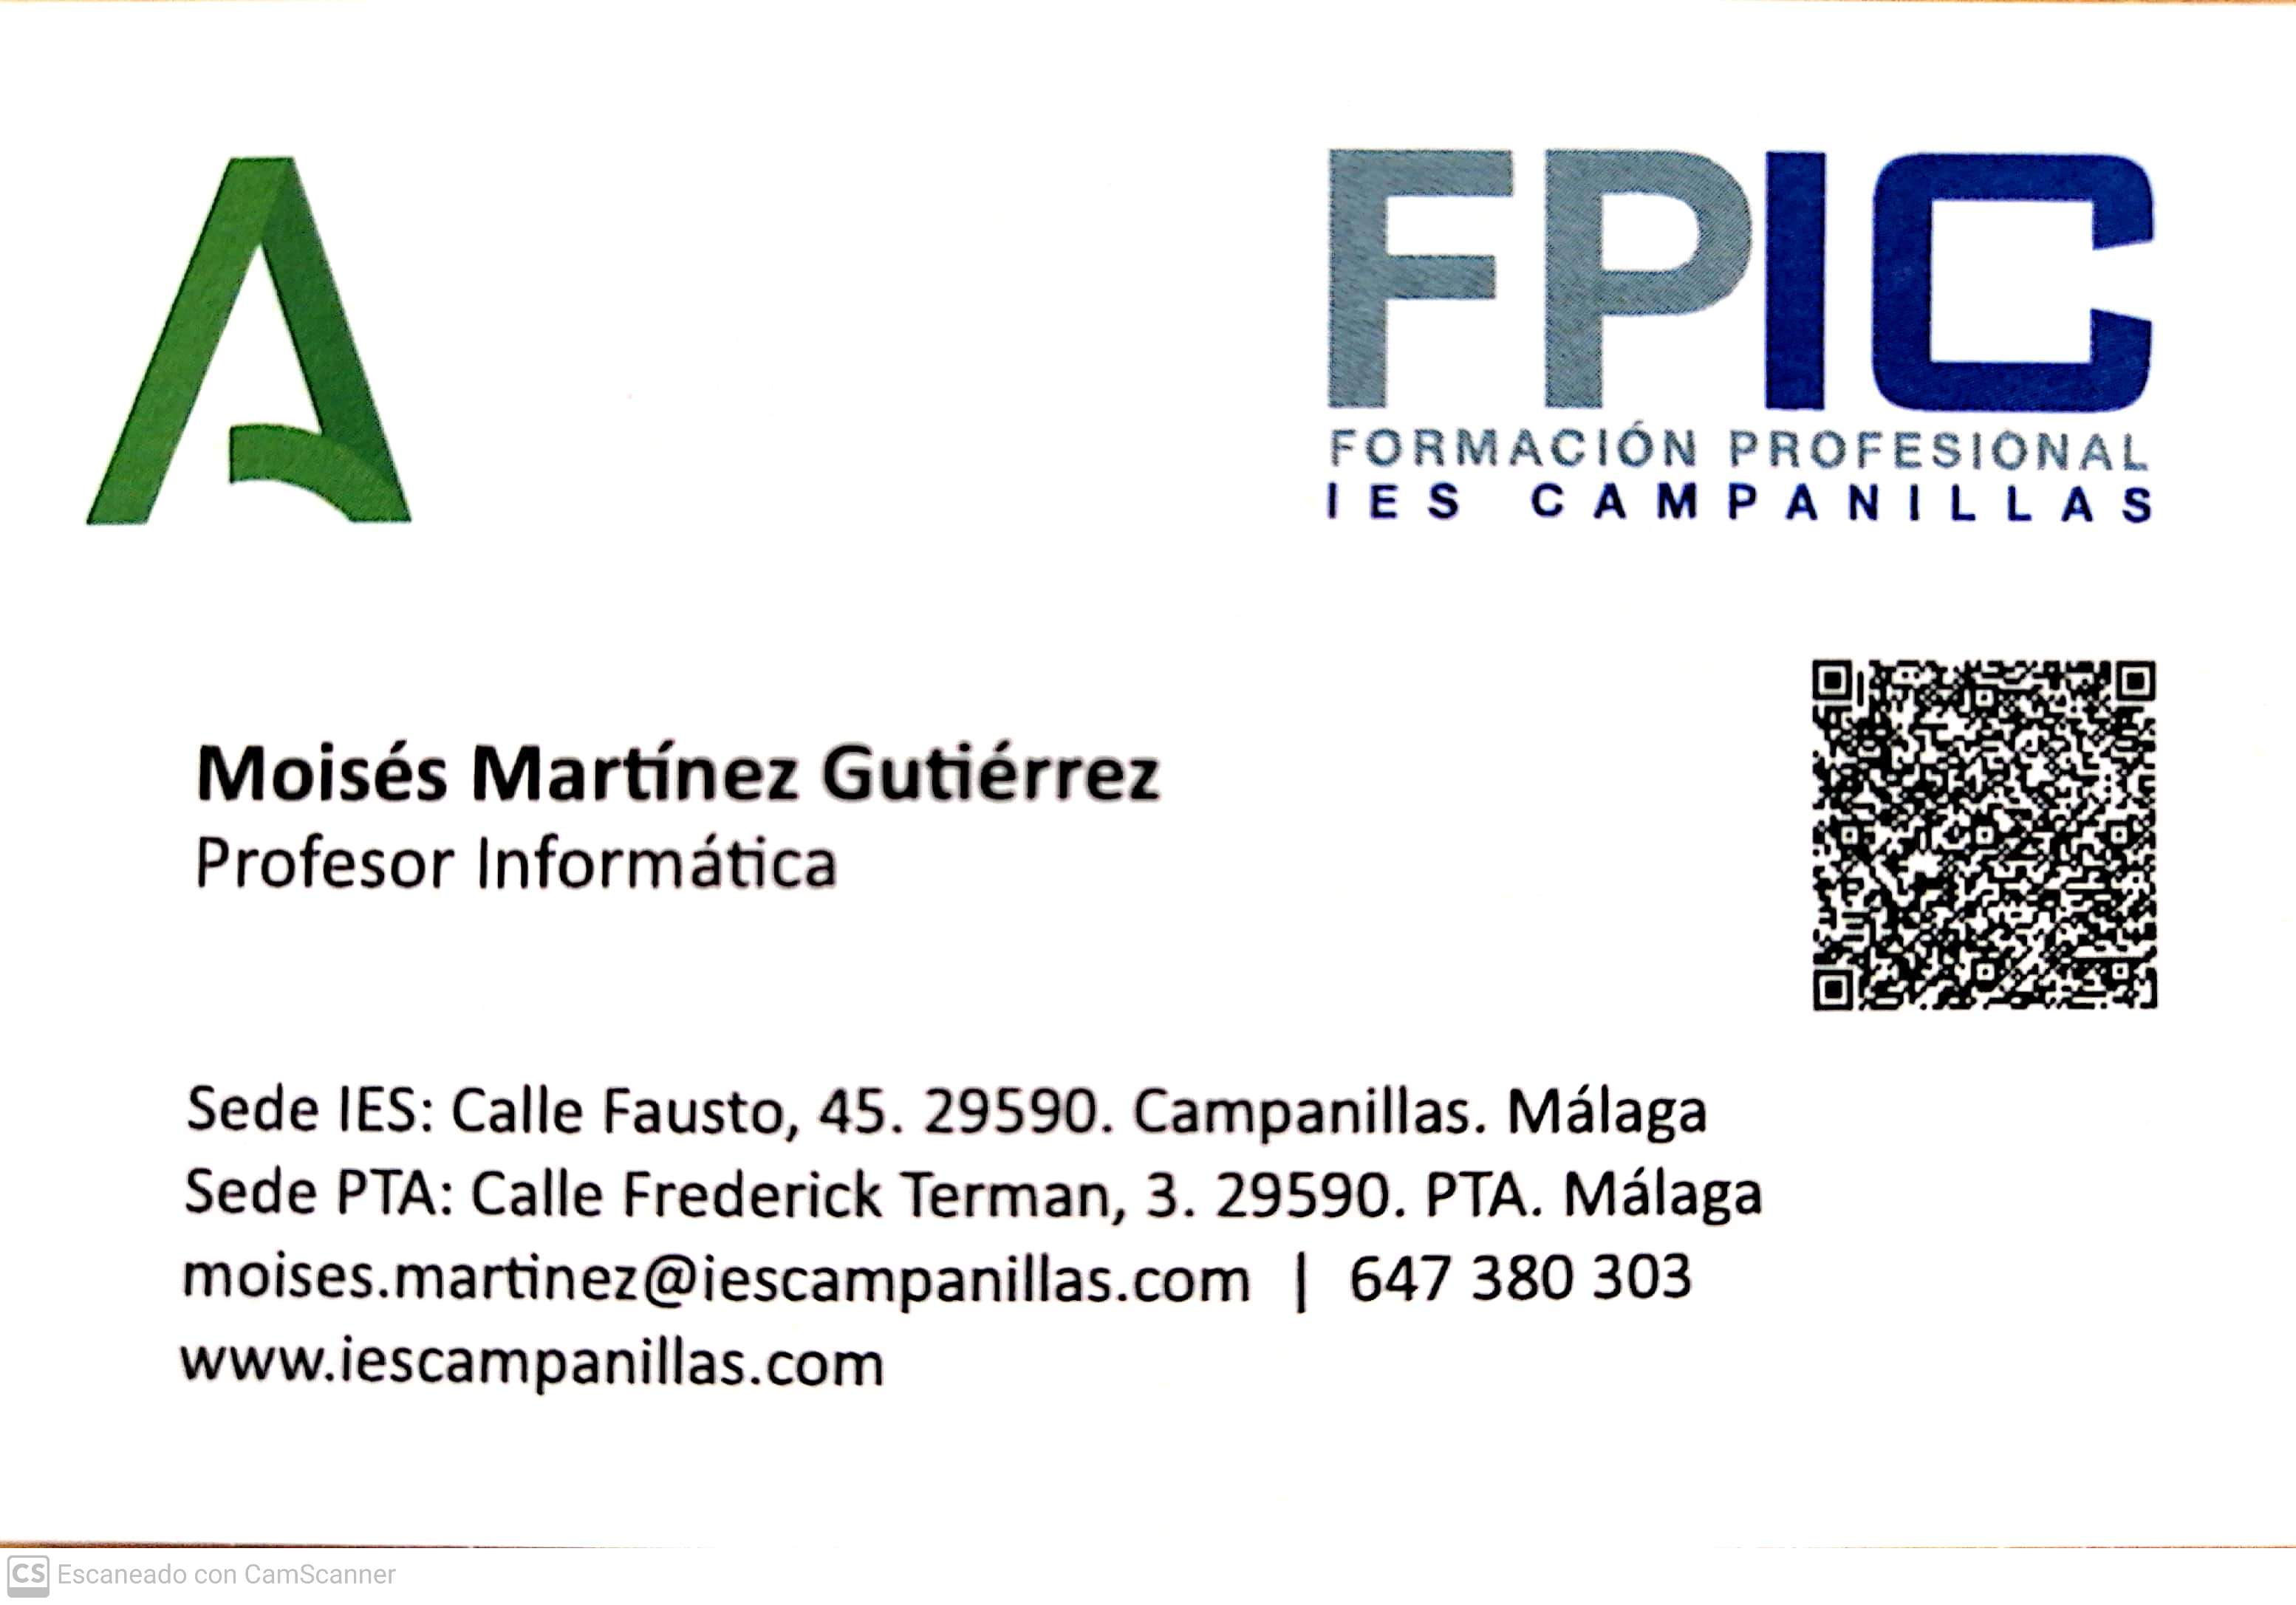 FPIC
FORMACIÓN PROFESIONAL
IES CAMPANILLAS
Moisés Martínez Gutiérrez
Profesor Informática
Sede IES: Calle Fausto, 45. 29590. Campanillas. Málaga
Sede PTA: Calle Frederick Terman, 3. 29590. PTA. Málaga
moises.martinez@iescampanillas.com | 647 380 303
www.iescampanillas.com
CS Escaneado con CamScanner